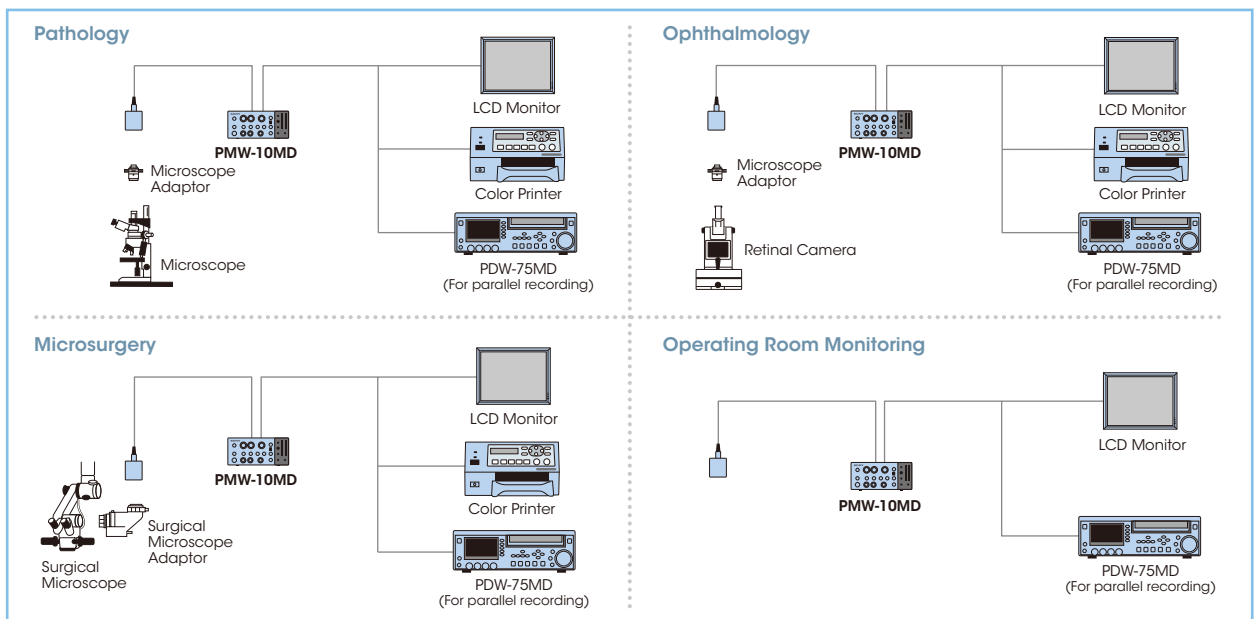 Pathology
LCD Monitor
PMW-10MD
Microscope
Adaptor
Color Printer
Microscope
PDW-75MD
(For parallel recording)
Ophthalmology
LCD Monitor
PMW-10MD
Microscope
Adaptor
Color Printer
Retinal Camera
PDW-75MD
(For parallel recording)
Microsurgery
LCD Monitor
PMW-10MD
Color Printer
Surgical
Microscope
Adaptor
Surgical
Microscope
PDW-75MD
(For parallel recording)
Operating Room Monitoring
LCD Monitor
PMW-10MD
PDW-75MD
(For parallel recording)